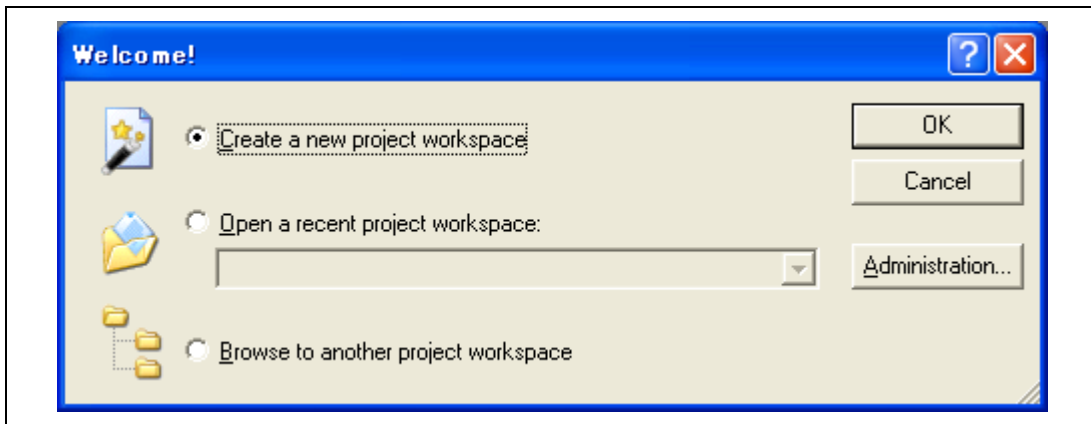 Welcome!
Create a new project workspace
OK
Cancel
Open a recent project workspace:
Administration...
Browse to another project workspace